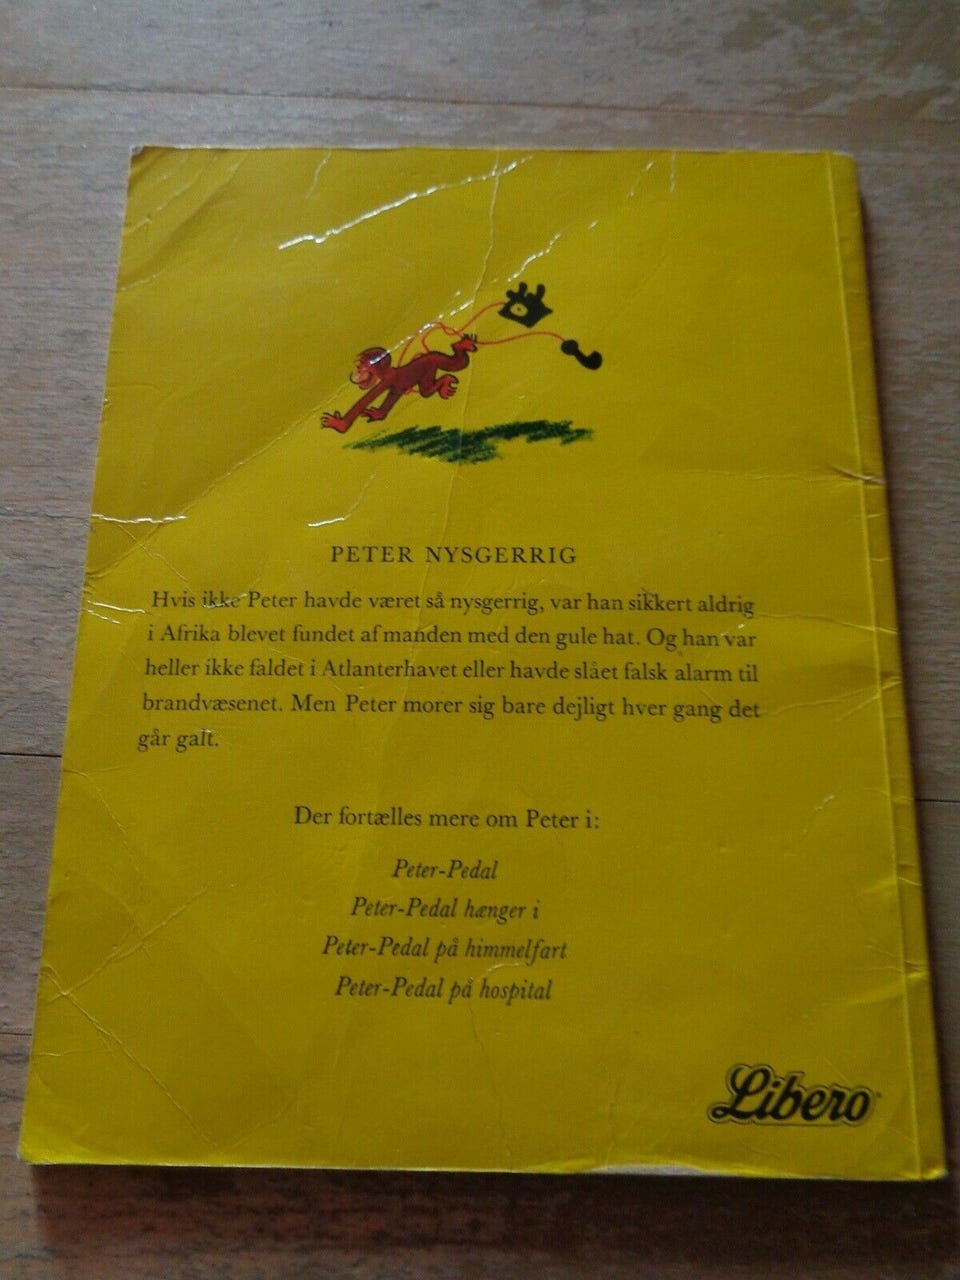 PETER NYSGERRIG
Hvis ikke Peter havde været så nysgerrig, var han sikkert aldrig
i Afrika blevet fundet af manden med den gule hat. Og han var
heller ikke faldet i Atlanterhavet eller havde slået falsk alarm til
brandvæsenet. Men Peter morer sig bare dejligt hver gang det
går galt.
Der fortælles mere om Peter i:
Peter-Pedal
Peter-Pedal hænger i
Peter-Pedal på himmelfart
Peter-Pedal på hospital
Libero